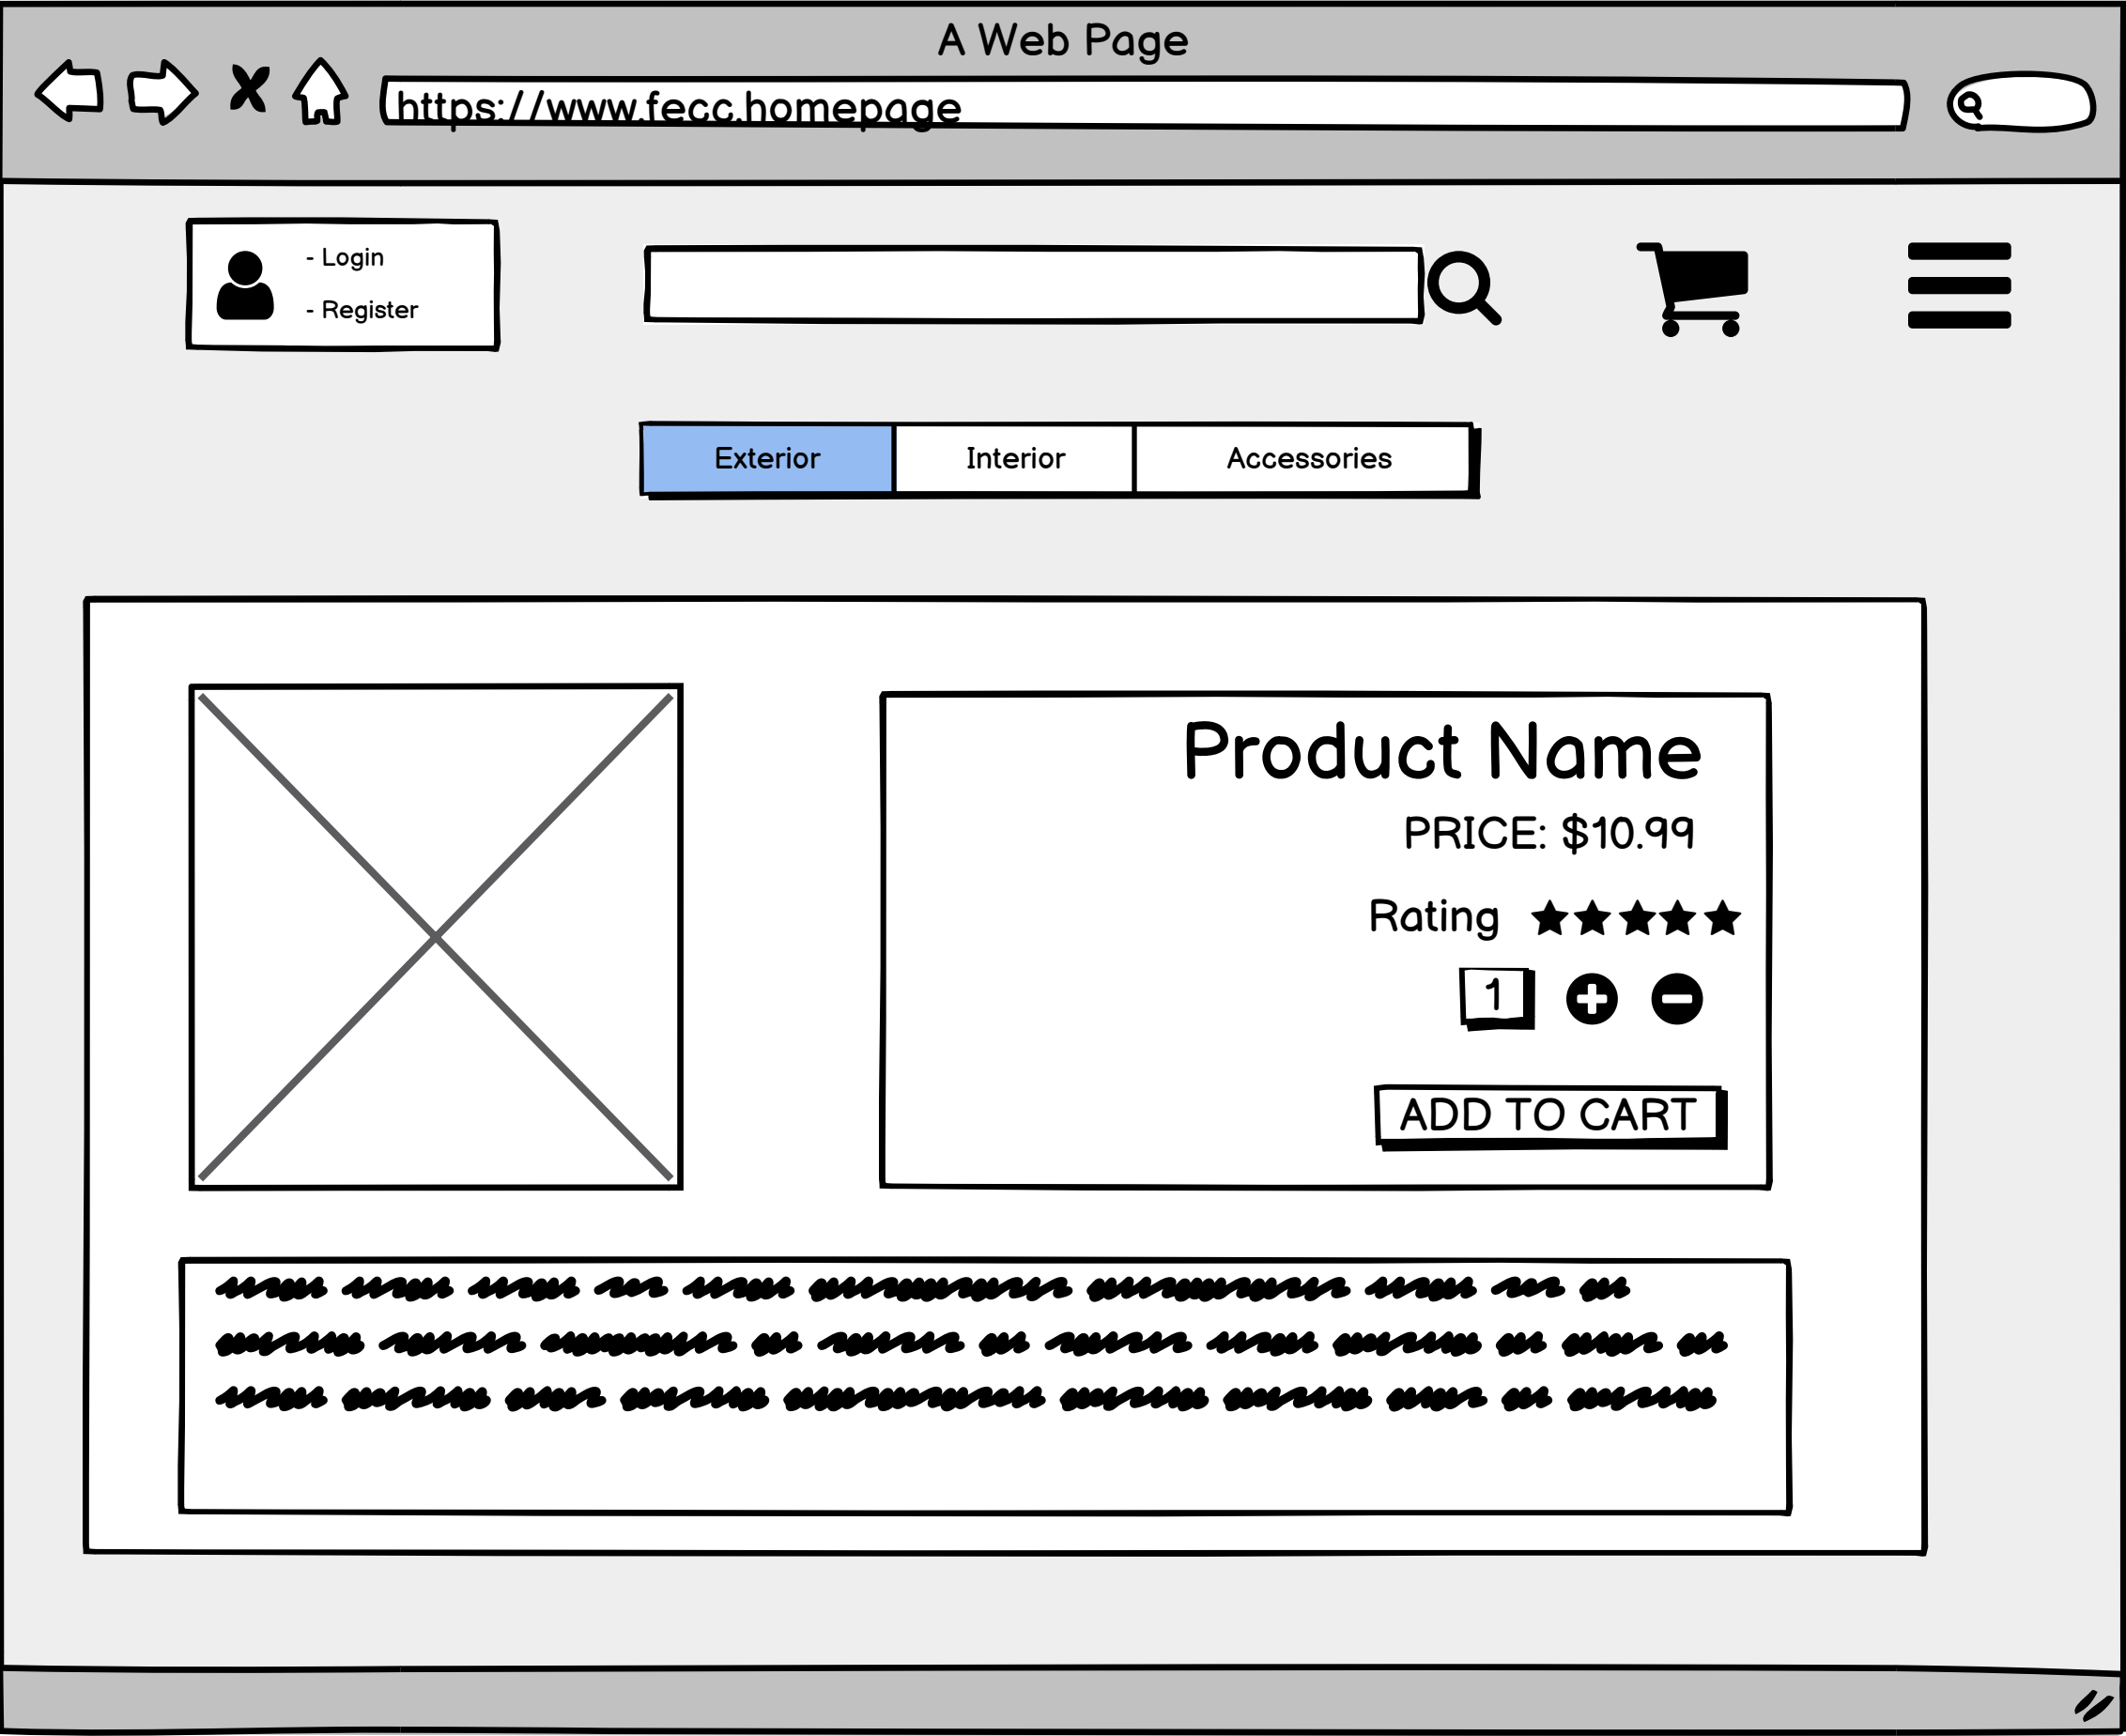 A Web Page
https://www.fecc.homepage
- Login
- Register
Exterior Interior Accessories
Product Name
PRICE: $10.99
Rating
1
ADD TO CART